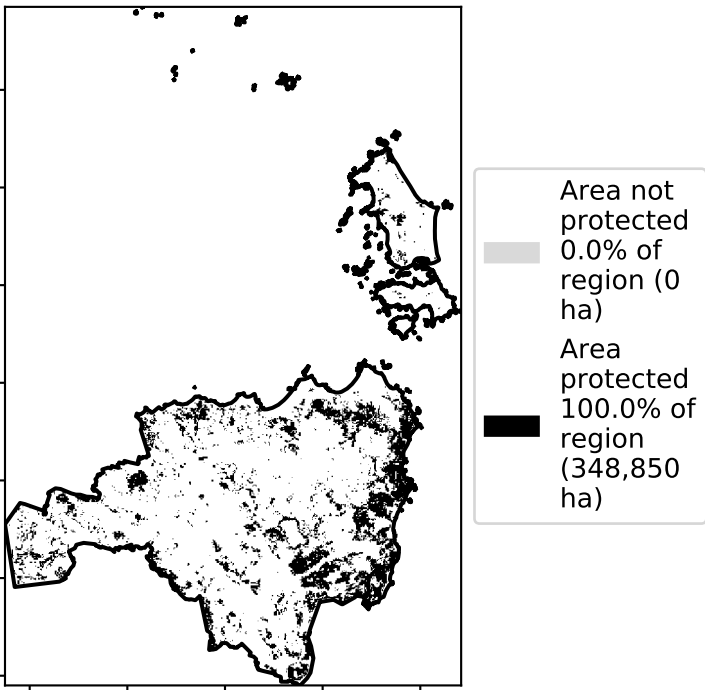 Area not
protected
0.0% of
region (0
ha)
Area
protected
100.0% of
region
(348,850
ha)